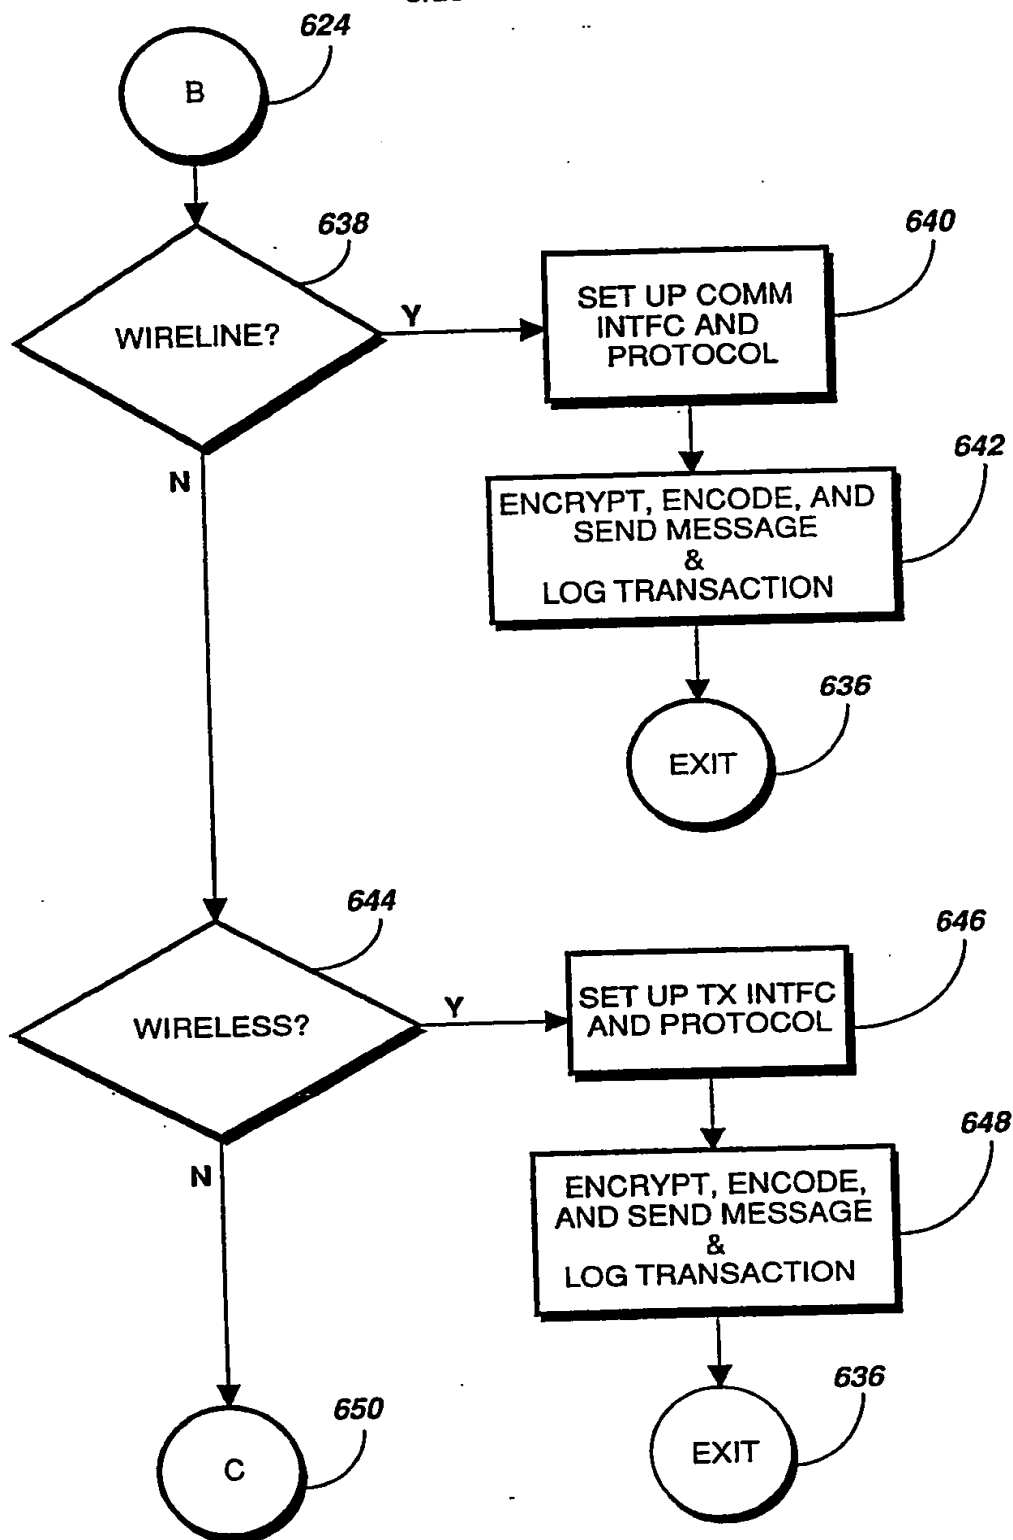 624
B
638
WIRELINE?
Y
N
640
SET UP COMM
INTFC AND
PROTOCOL
642
ENCRYPT, ENCODE, AND
SEND MESSAGE
&
LOG TRANSACTION
636
EXIT
644
WIRELESS?
Y
N
646
SET UP TX INTFC
AND PROTOCOL
648
ENCRYPT, ENCODE,
AND SEND MESSAGE
&
LOG TRANSACTION
636
EXIT
650
C